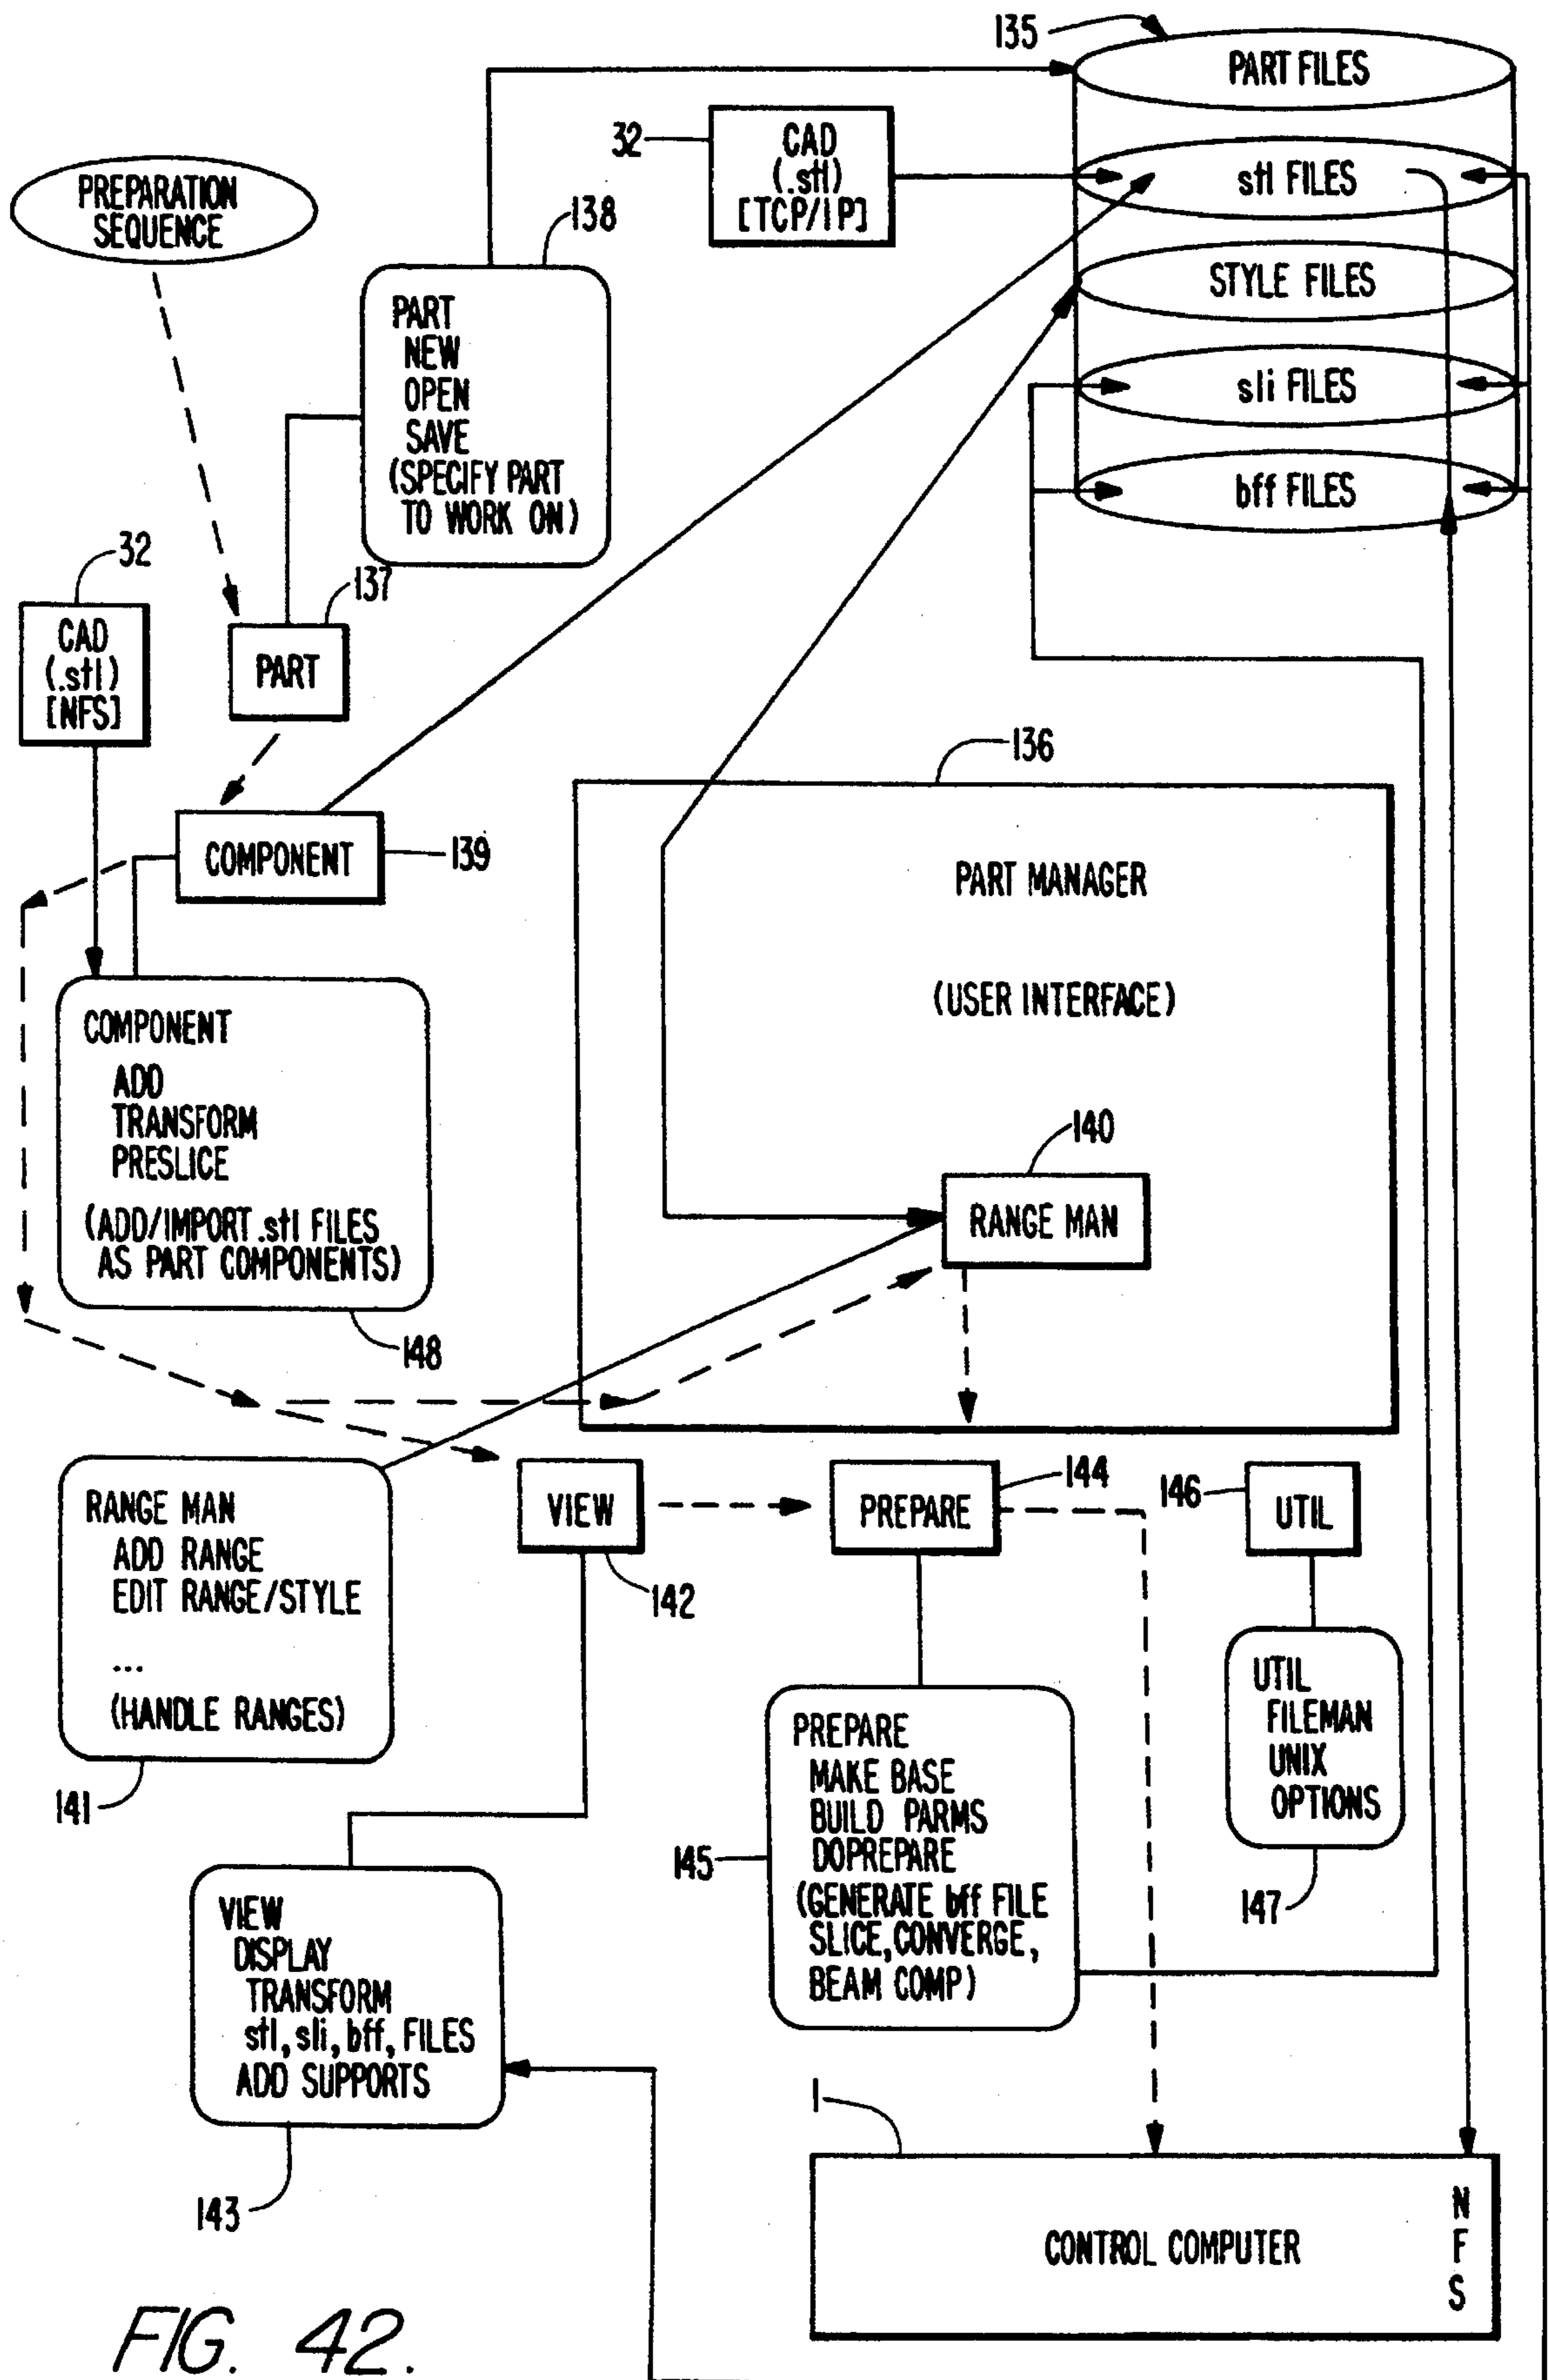 135
PART FILES
32
CAD
(.stl)
[TCP/IP]
stl FILES
PREPARATION
SEQUENCE
138
STYLE FILES
PART
NEW
OPEN
SAVE
(SPECIFY PART
TO WORK ON)
sli FILES
bff FILES
32
CAD
(.stl)
[NFS]
137
PART
136
COMPONENT
139
PART MANAGER
(USER INTERFACE)
COMPONENT
ADD
TRANSFORM
PRESLICE
(ADD/IMPORT .stl FILES
AS PART COMPONENTS)
148
140
RANGE MAN
RANGE MAN
ADD RANGE
EDIT RANGE/STYLE
...
(HANDLE RANGES)
141
VIEW
142
PREPARE
144
146
UTIL
UTIL
FILEMAN
UNIX
OPTIONS
147
PREPARE
MAKE BASE
BUILD PARMS
DOPREPARE
(GENERATE bff FILE
SLICE, CONVERGE,
BEAM COMP)
145
VIEW
DISPLAY
TRANSFORM
stl, sli, bff, FILES
ADD SUPPORTS
143
1
CONTROL COMPUTER
N
F
S
FIG. 42.